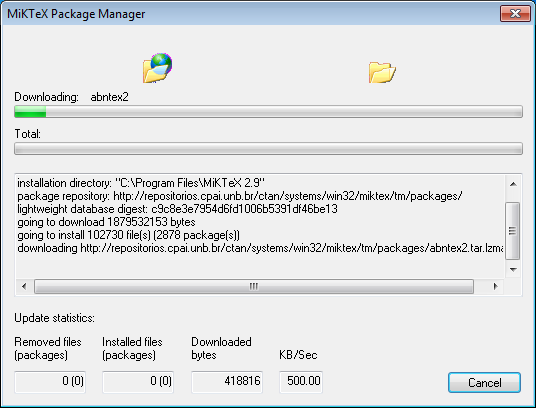 MiKTeX Package Manager
Downloading: abntex2
Total:
installation directory: "C:\Program Files\MiKTeX 2.9"
package repository: http://repositorios.cpai.unb.br/ctan/systems/win32/miktex/tm/packages/
lightweight database digest: c9c8e3e7954d6fd1006b5391df46be13
going to download 1879532153 bytes
going to install 102730 file(s) (2878 package(s))
downloading http://repositorios.cpai.unb.br/ctan/systems/win32/miktex/tm/packages/abntex2.tar.lzma
Update statistics:
Removed files (packages)
Installed files (packages)
Downloaded bytes
KB/Sec
0 (0)
0 (0)
418816
500.00
Cancel